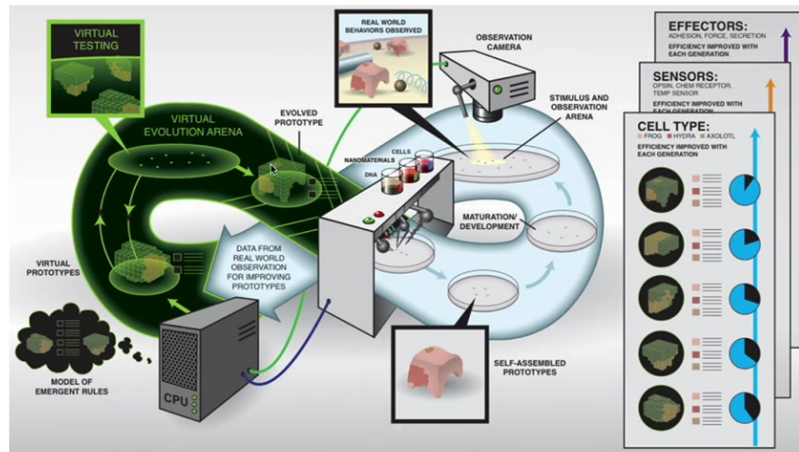 VIRTUAL
TESTING
REAL WORLD
BEHAVIORS OBSERVED
OBSERVATION
CAMERA
EFFECTORS:
ADHESION, FORCE, SECRETION
EFFICIENCY IMPROVED WITH
EACH GENERATION
SENSORS:
OPSIN, CHEM RECEPTOR,
TEMP SENSOR
EFFICIENCY IMPROVED WITH
EACH GENERATION
CELL TYPE:
FROG HYDRA AXOLOTL
EFFICIENCY IMPROVED WITH
EACH GENERATION
VIRTUAL
EVOLUTION ARENA
EVOLVED
PROTOTYPE
STIMULUS AND
OBSERVATION
ARENA
CELLS
NANOMATERIALS
DNA
MATURATION/
DEVELOPMENT
VIRTUAL
PROTOTYPES
DATA FROM
REAL WORLD
OBSERVATION
FOR IMPROVING
PROTOTYPES
SELF-ASSEMBLED
PROTOTYPES
MODEL OF
EMERGENT RULES
CPU